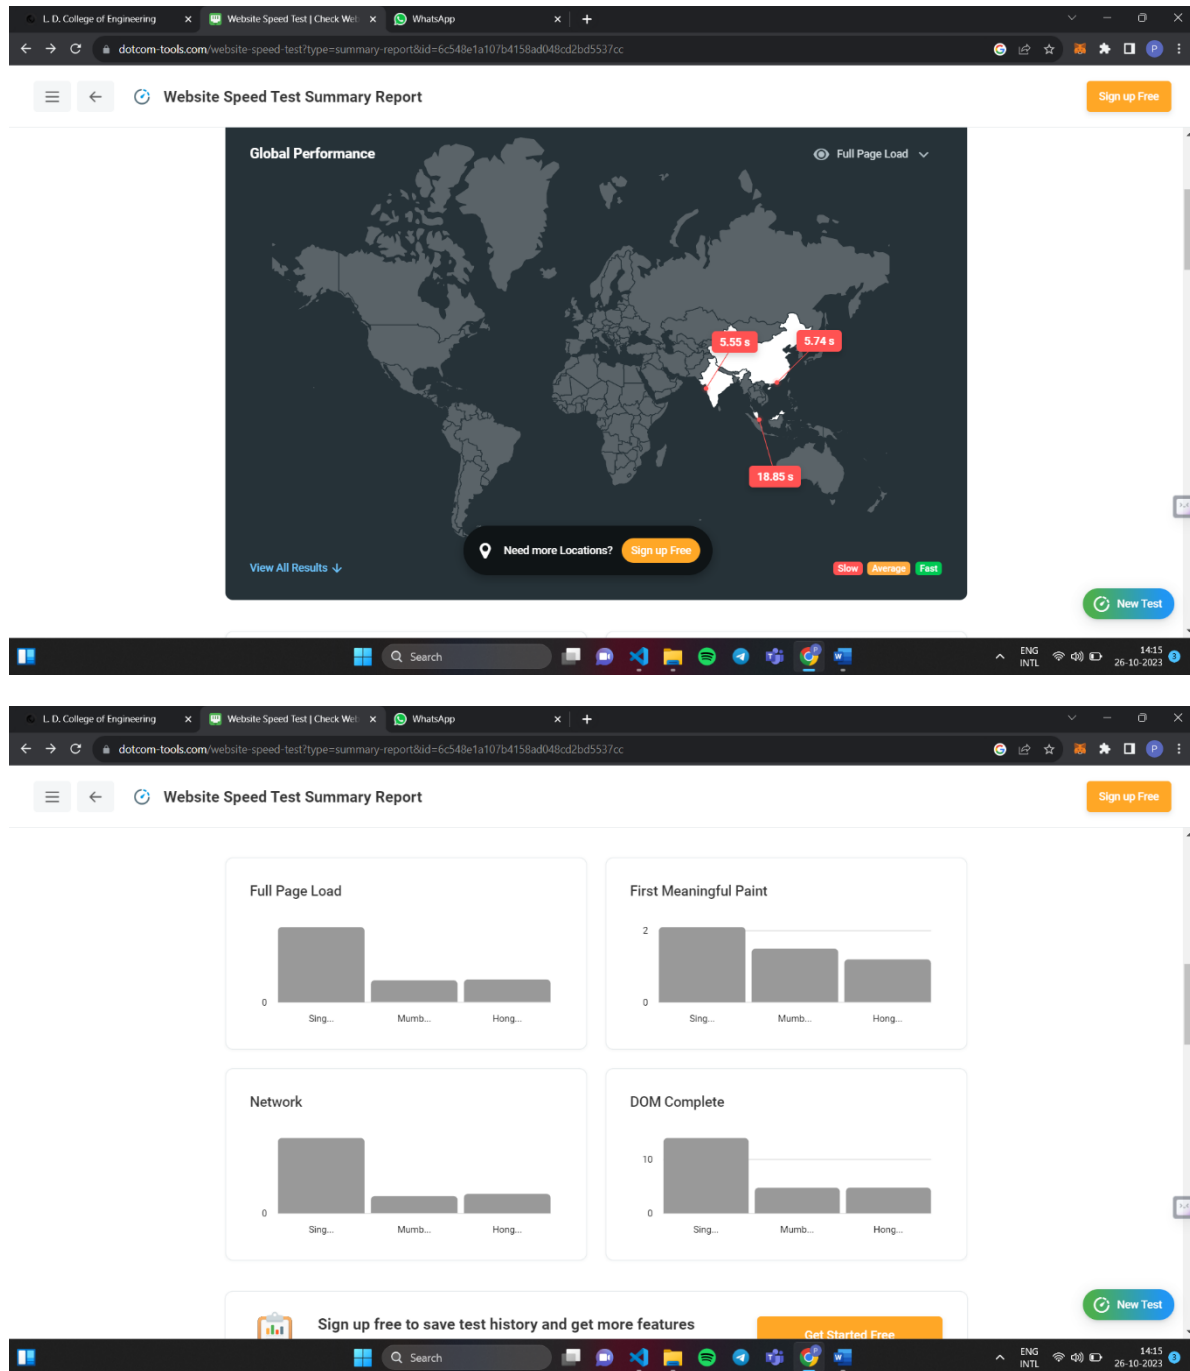 L. D. College of Engineering
Website Speed Test | Check Web
WhatsApp
dotcom-tools.com/website-speed-test?type=summary-report&id=6c548e1a107b4158ad048cd2bd5537cc
P
Website Speed Test Summary Report
Sign up Free
Global Performance
Full Page Load
5.55 s
5.74 s
18.85 s
Need more Locations?
Sign up Free
View All Results
Slow
Average
Fast
New Test
Search
ENG
INTL
14:15
26-10-2023
3
L. D. College of Engineering
Website Speed Test | Check Web
WhatsApp
dotcom-tools.com/website-speed-test?type=summary-report&id=6c548e1a107b4158ad048cd2bd5537cc
P
Website Speed Test Summary Report
Sign up Free
Full Page Load
0
Sing...
Mumb...
Hong...
First Meaningful Paint
2
0
Sing...
Mumb...
Hong...
Network
0
Sing...
Mumb...
Hong...
DOM Complete
10
0
Sing...
Mumb...
Hong...
Sign up free to save test history and get more features
Get Started Free
New Test
Search
ENG
INTL
14:15
26-10-2023
3